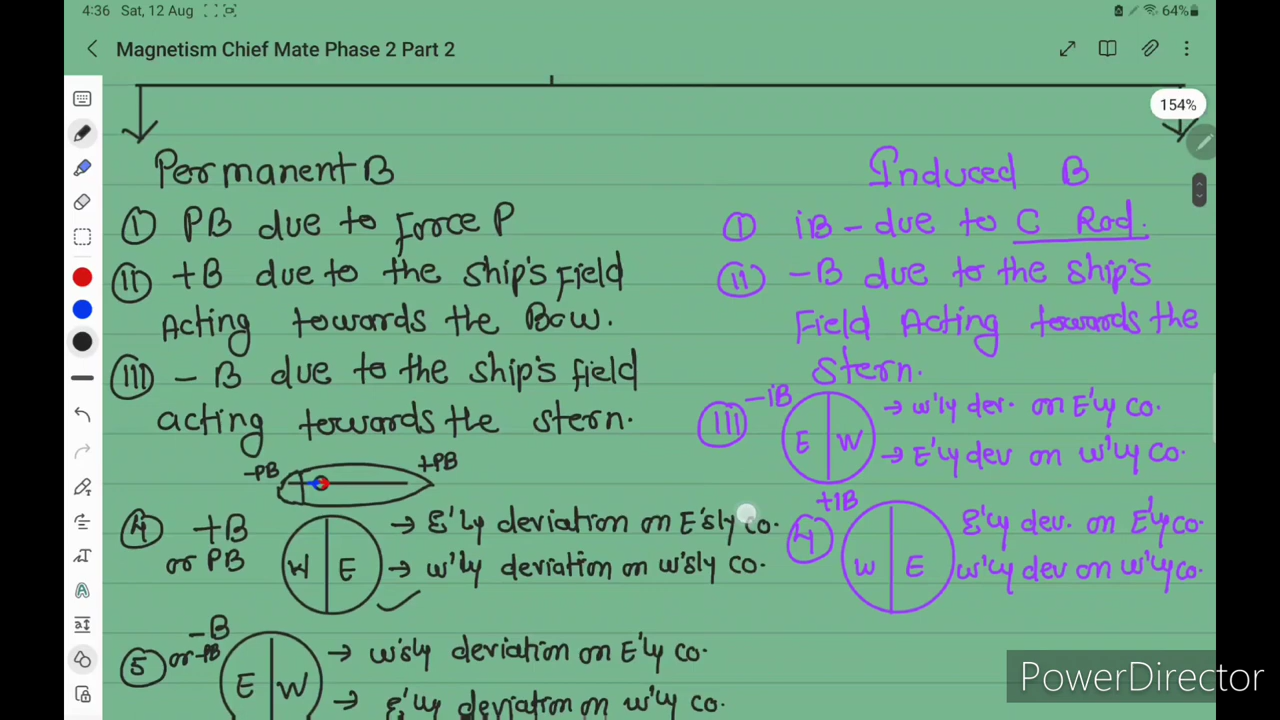 4:36 Sat, 12 Aug
64%
Magnetism Chief Mate Phase 2 Part 2
154%
Permanent B
(I) PB due to Force P
(II) +B due to the ship's Field
Acting towards the Bow.
(III) - B due to the ship's field
acting towards the stern.
-PB
+PB
(4) +B
or PB
W E
→ E'ly deviation on E'sly co.
→ w'ly deviation on w'sly co.
(5) -B
or -PB
E W
→ w'sly deviation on E'ly co.
→ E'ly deviation on w'ly co.
Induced B
(I) iB - due to C Rod.
(II) -B due to the ship's
Field Acting towards the
stern.
(III) -iB
E W
→ w'ly dev. on E'ly co.
→ E'ly dev on w'ly co.
(4) +IB
W E
E'ly dev. on E'ly co.
w'ly dev on w'ly co.
PowerDirector